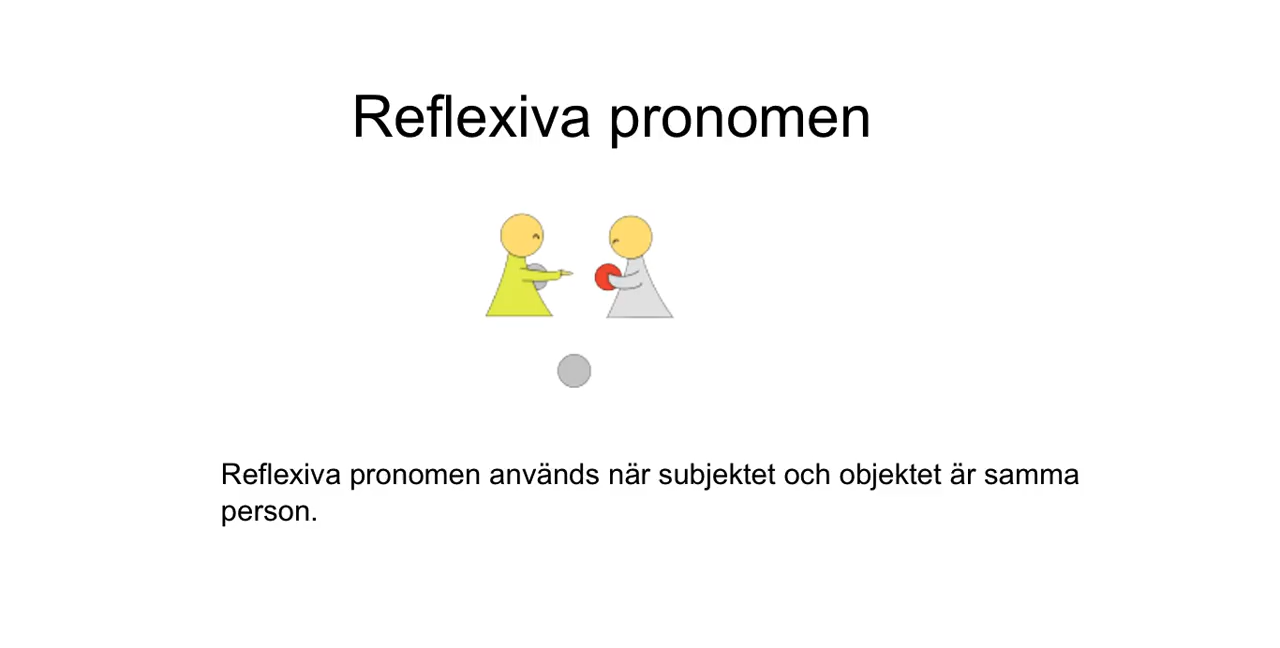 Reflexiva pronomen
Reflexiva pronomen används när subjektet och objektet är samma
person.